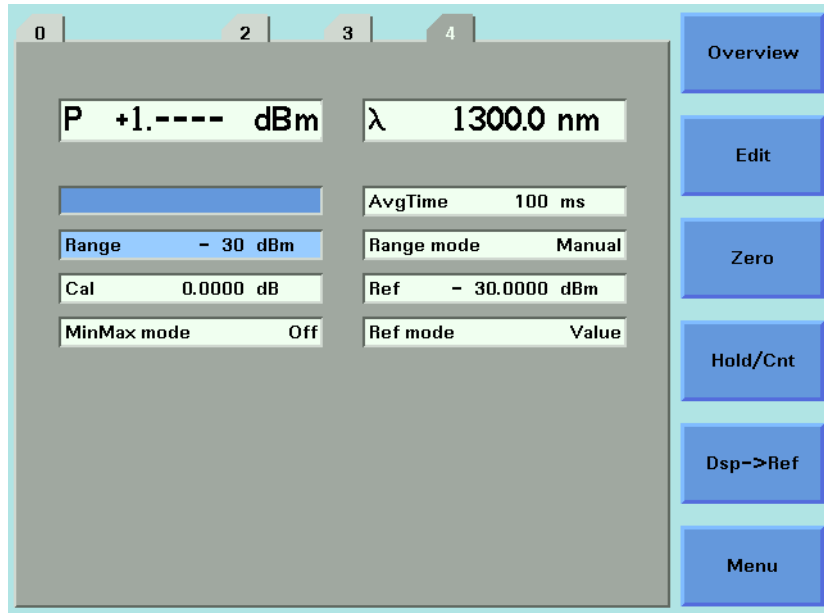 0 2 3 4
P +1.---- dBm λ 1300.0 nm
AvgTime 100 ms
Range - 30 dBm Range mode Manual
Cal 0.0000 dB Ref - 30.0000 dBm
MinMax mode Off Ref mode Value
Overview
Edit
Zero
Hold/Cnt
Dsp->Ref
Menu